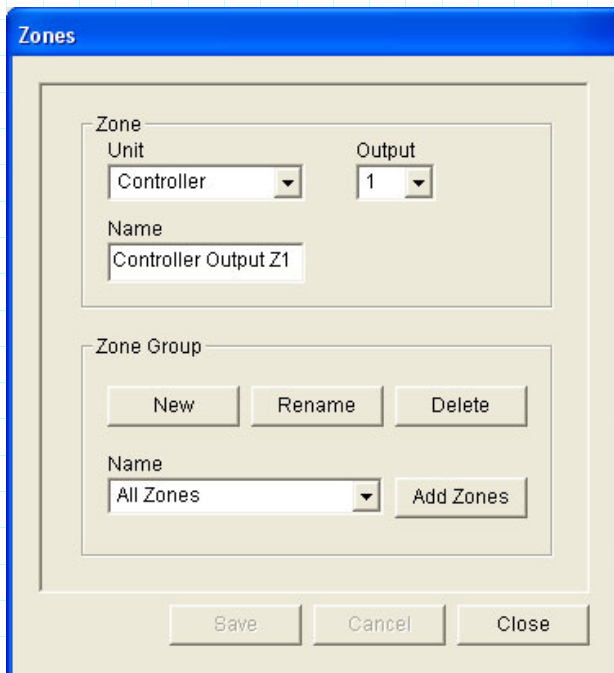 Zones
Zone
Unit Output
Controller 1
Name
Controller Output Z1
Zone Group
New Rename Delete
Name
All Zones Add Zones
Save Cancel Close